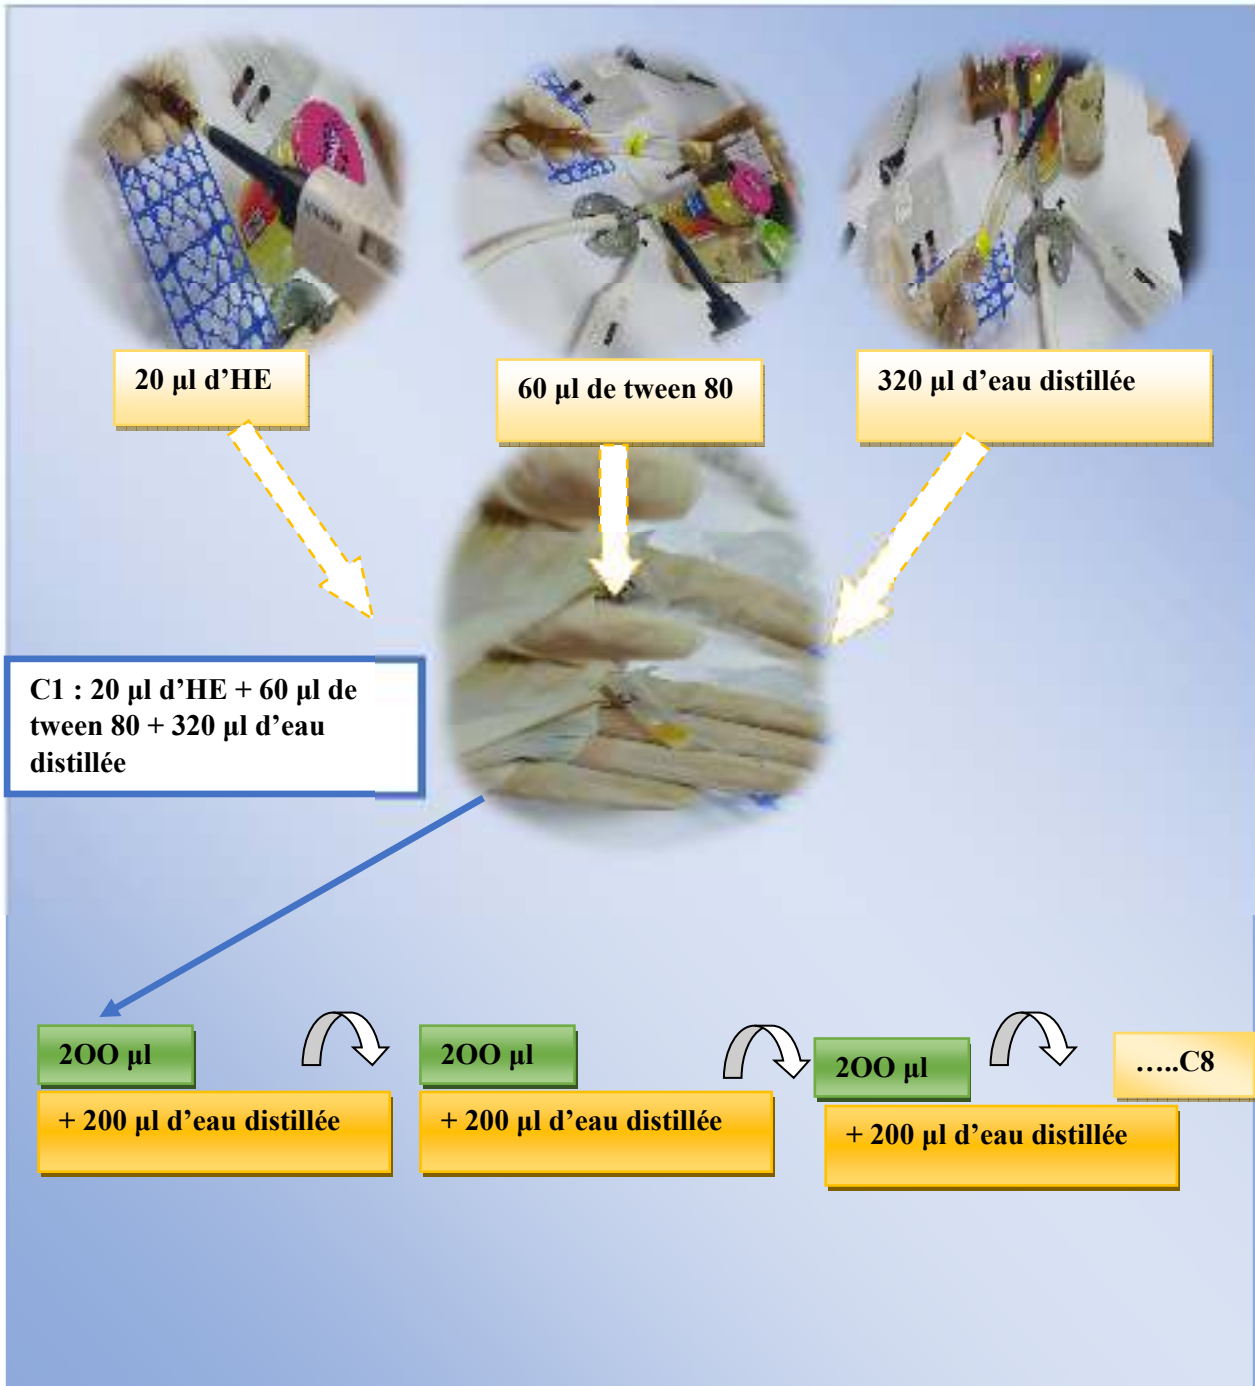 20 µl d’HE
60 µl de tween 80
320 µl d’eau distillée
C1 : 20 µl d’HE + 60 µl de
tween 80 + 320 µl d’eau
distillée
2OO µl
+ 200 µl d’eau distillée
2OO µl
+ 200 µl d’eau distillée
2OO µl
+ 200 µl d’eau distillée
…..C8